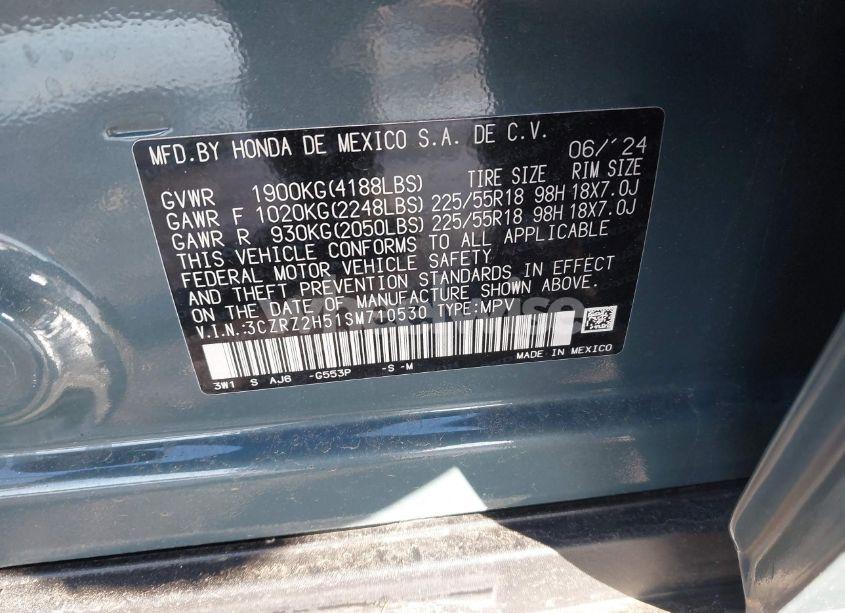 MFD.BY HONDA DE MEXICO S.A. DE C.V. 06/'24
GVWR 1900KG(4188LBS) TIRE SIZE RIM SIZE
GAWR F 1020KG(2248LBS) 225/55R18 98H 18X7.0J
GAWR R 930KG(2050LBS) 225/55R18 98H 18X7.0J
THIS VEHICLE CONFORMS TO ALL APPLICABLE
FEDERAL MOTOR VEHICLE SAFETY
AND THEFT PREVENTION STANDARDS IN EFFECT
ON THE DATE OF MANUFACTURE SHOWN ABOVE.
V.I.N.:3CZRZ2H51SM710530 TYPE:MPV
MADE IN MEXICO
3W1 S AJ6 -G553P -S -M